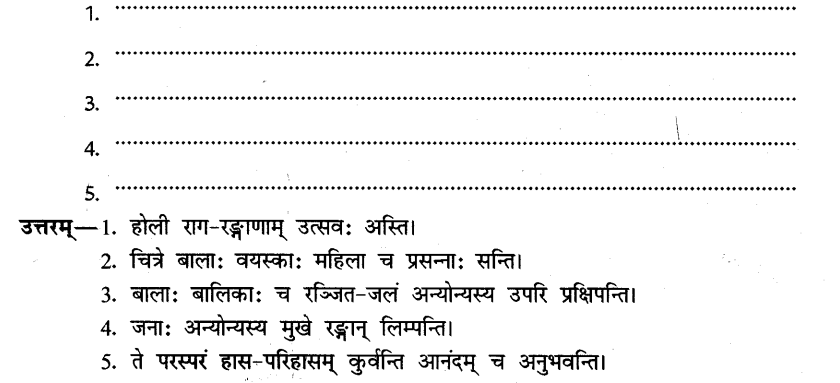 1. ........................................................................
2. ........................................................................
3. ........................................................................
4. ........................................................................
5. ........................................................................
उत्तरम्—1. होली राग-रङ्गाणाम् उत्सवः अस्ति।
2. चित्रे बालाः वयस्काः महिला च प्रसन्नाः सन्ति।
3. बालाः बालिकाः च रञ्जित-जलं अन्योन्यस्य उपरि प्रक्षिपन्ति।
4. जनाः अन्योन्यस्य मुखे रङ्गान् लिम्पन्ति।
5. ते परस्परं हास-परिहासम् कुर्वन्ति आनंदम् च अनुभवन्ति।